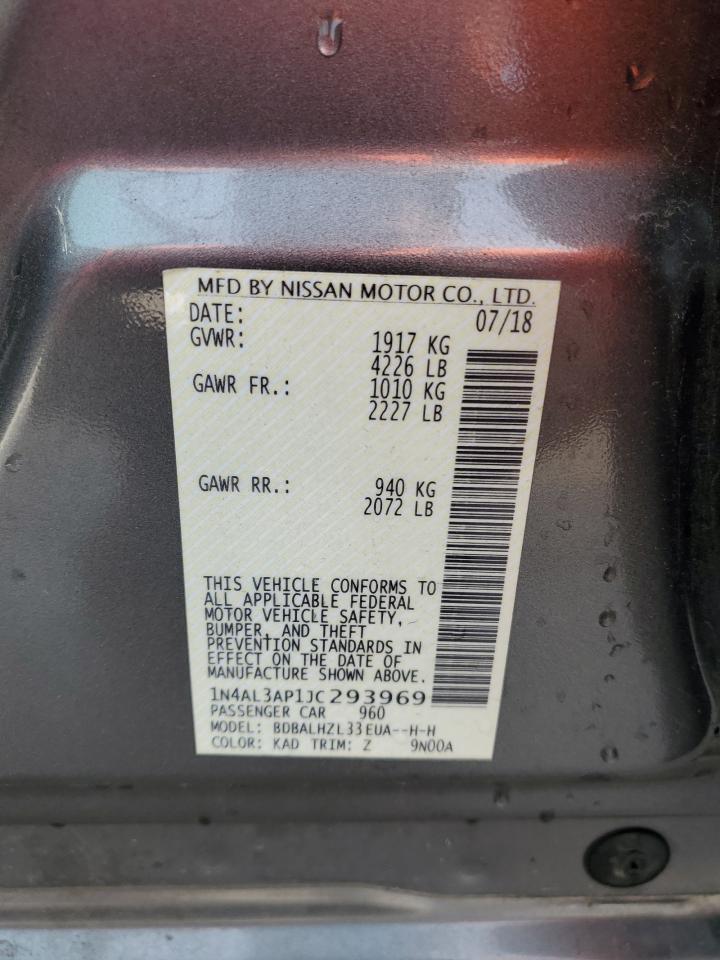 MFD BY NISSAN MOTOR CO., LTD.
DATE: 07/18
GVWR: 1917 KG
4226 LB
GAWR FR.: 1010 KG
2227 LB
GAWR RR.: 940 KG
2072 LB
THIS VEHICLE CONFORMS TO
ALL APPLICABLE FEDERAL
MOTOR VEHICLE SAFETY,
BUMPER, AND THEFT
PREVENTION STANDARDS IN
EFFECT ON THE DATE OF
MANUFACTURE SHOWN ABOVE.
1N4AL3AP1JC293969
PASSENGER CAR 960
MODEL: BDBALHZL33EUA--H-H
COLOR: KAD TRIM: Z 9N00A